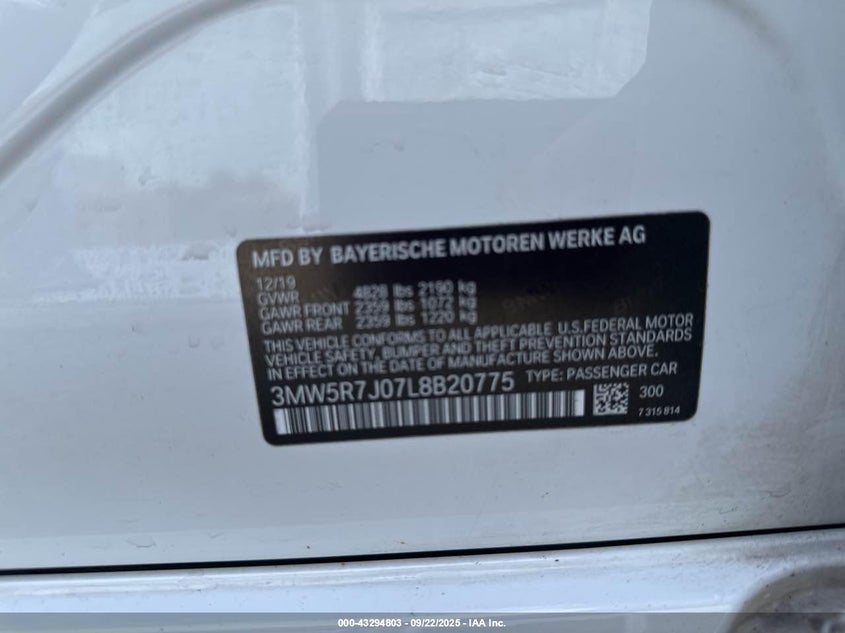 MFD BY BAYERISCHE MOTOREN WERKE AG
12/19
GVWR 4828 lbs 2190 kg
GAWR FRONT 2359 lbs 1072 kg
GAWR REAR 2359 lbs 1220 kg
THIS VEHICLE CONFORMS TO ALL APPLICABLE U.S.FEDERAL MOTOR
VEHICLE SAFETY, BUMPER AND THEFT PREVENTION STANDARDS
IN EFFECT ON THE DATE OF MANUFACTURE SHOWN ABOVE.
3MW5R7J07L8B20775 TYPE: PASSENGER CAR
300
7 315 814
000-43294803 - 09/22/2025 - IAA Inc.